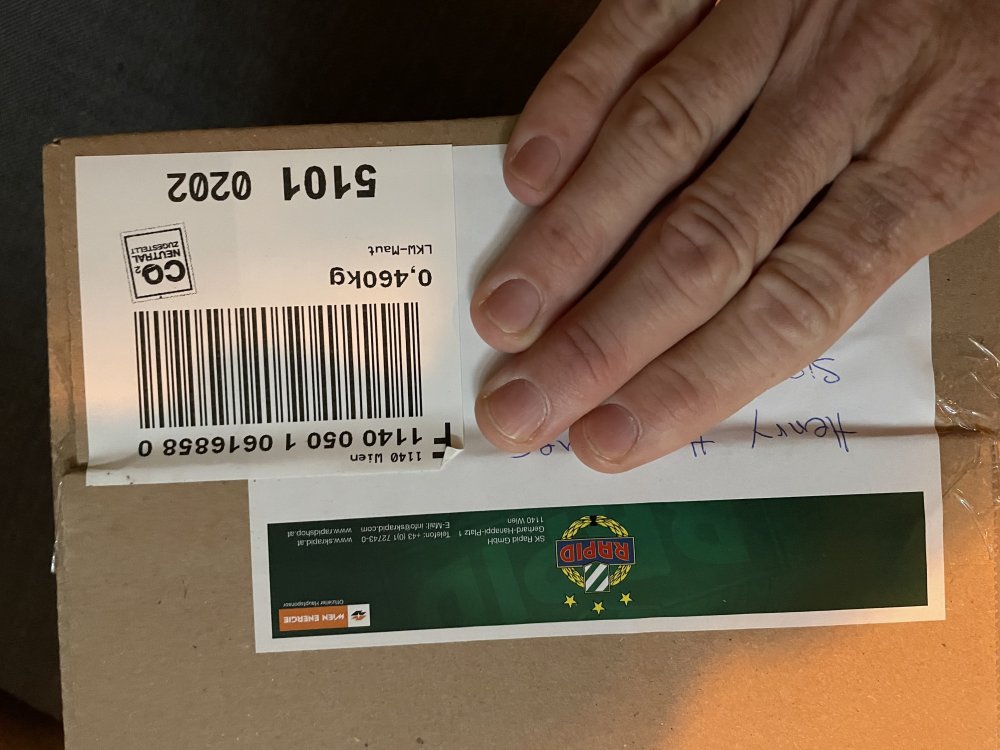 WIEN ENERGIE
Offizieller Hauptsponsor
RAPID
SK Rapid GmbH
Gerhard-Hanappi-Platz 1
1140 Wien
Telefon: +43 (0)1 72743-0
E-Mail: info@skrapid.com
www.skrapid.at
www.rapidshop.at
Henry H
F 1140 Wien
1140 050 1 0616858 0
0,460kg
LKW-Maut
CO2
NEUTRAL
ZUGESTELLT
5101 0202